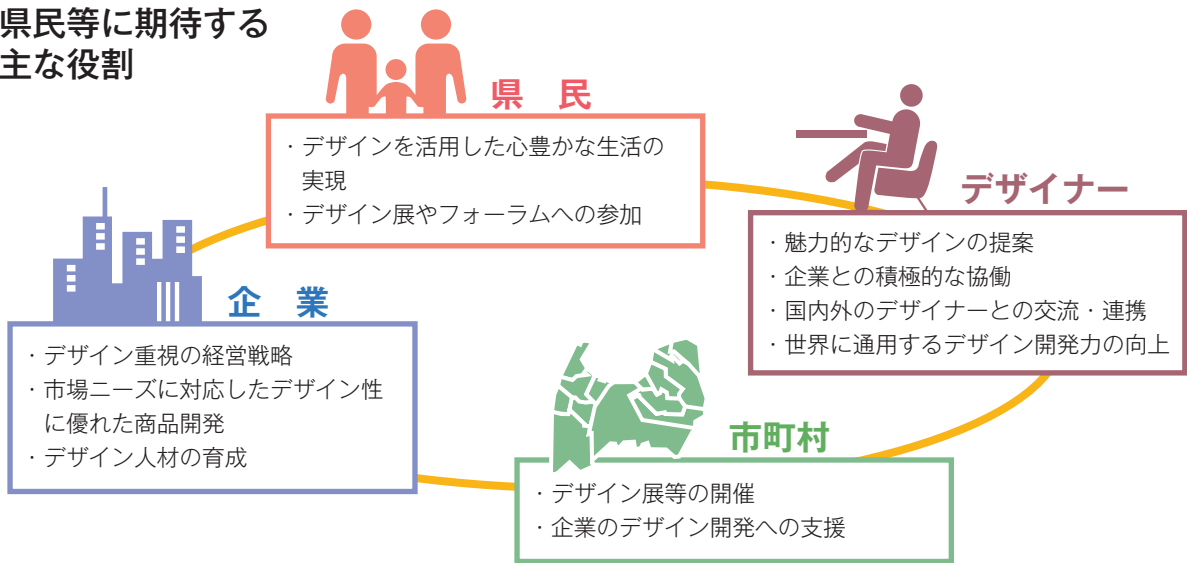 県民等に期待する
主な役割
県　民
・デザインを活用した心豊かな生活の
実現
・デザイン展やフォーラムへの参加
デザイナー
・魅力的なデザインの提案
・企業との積極的な協働
・国内外のデザイナーとの交流・連携
・世界に通用するデザイン開発力の向上
企　業
・デザイン重視の経営戦略
・市場ニーズに対応したデザイン性
に優れた商品開発
・デザイン人材の育成
市町村
・デザイン展等の開催
・企業のデザイン開発への支援